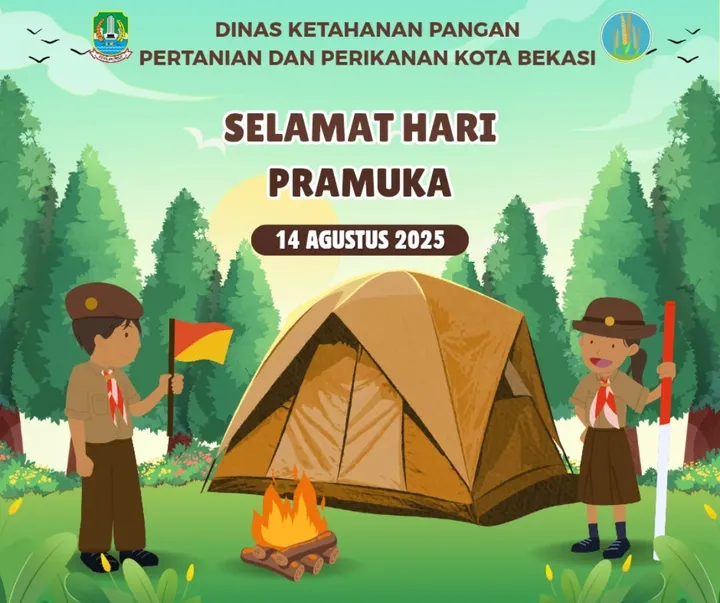 DINAS KETAHANAN PANGAN
PERTANIAN DAN PERIKANAN KOTA BEKASI
SELAMAT HARI
PRAMUKA
14 AGUSTUS 2025